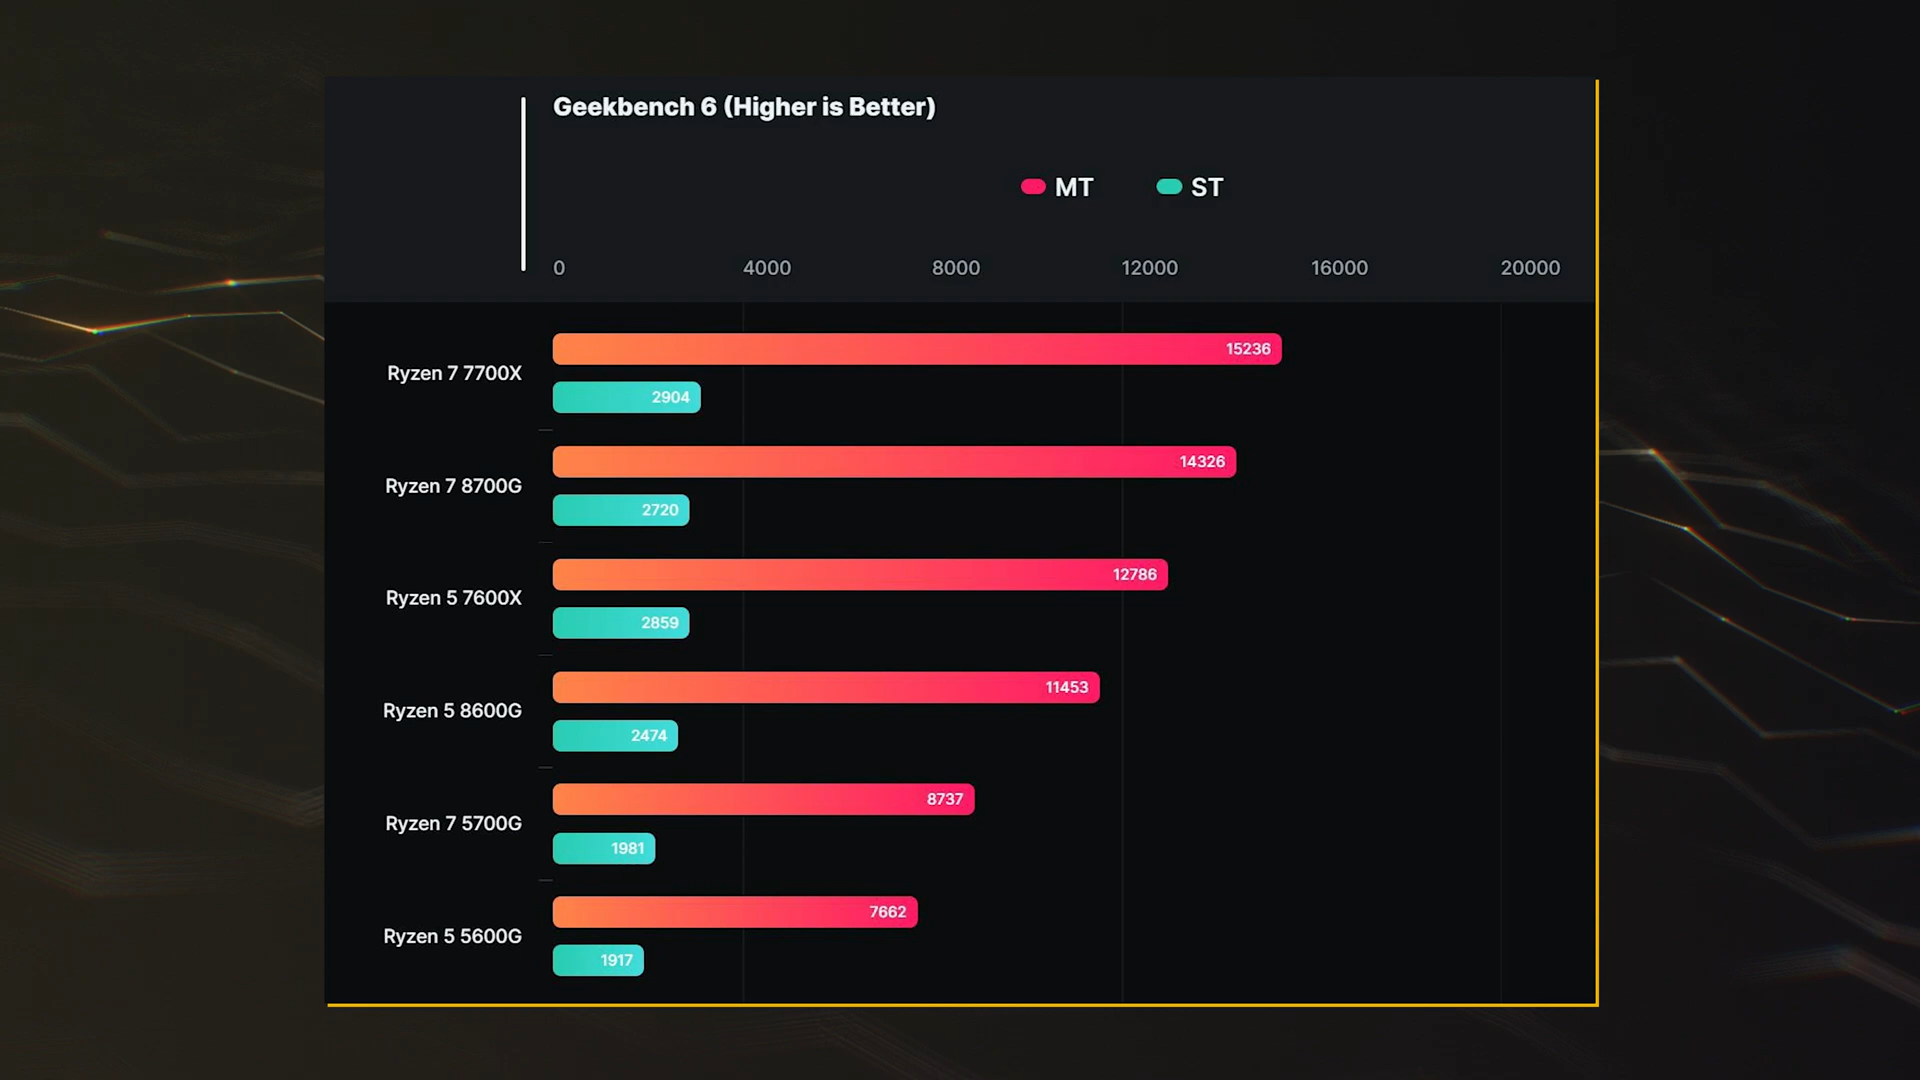 Geekbench 6 (Higher is Better)
MT ST
0 4000 8000 12000 16000 20000
15236
Ryzen 7 7700X
2904
14326
Ryzen 7 8700G
2720
12786
Ryzen 5 7600X
2859
11453
Ryzen 5 8600G
2474
8737
Ryzen 7 5700G
1981
7662
Ryzen 5 5600G
1917